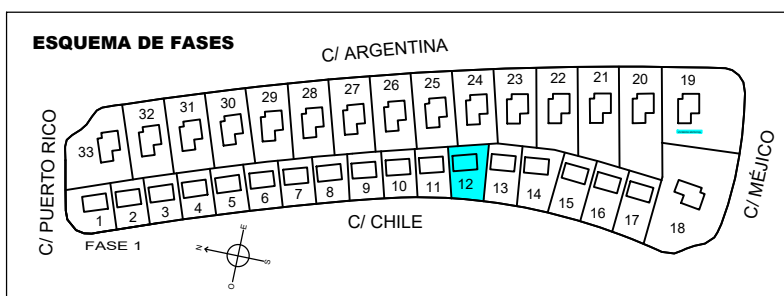 ESQUEMA DE FASES
C/ ARGENTINA
33 32 31 30 29 28 27 26 25 24 23 22 21 20 19
C/ PUERTO RICO
1 2 3 4 5 6 7 8 9 10 11 12 13 14 15 16 17 18
C/ MÉJICO
FASE 1
C/ CHILE
N E S O